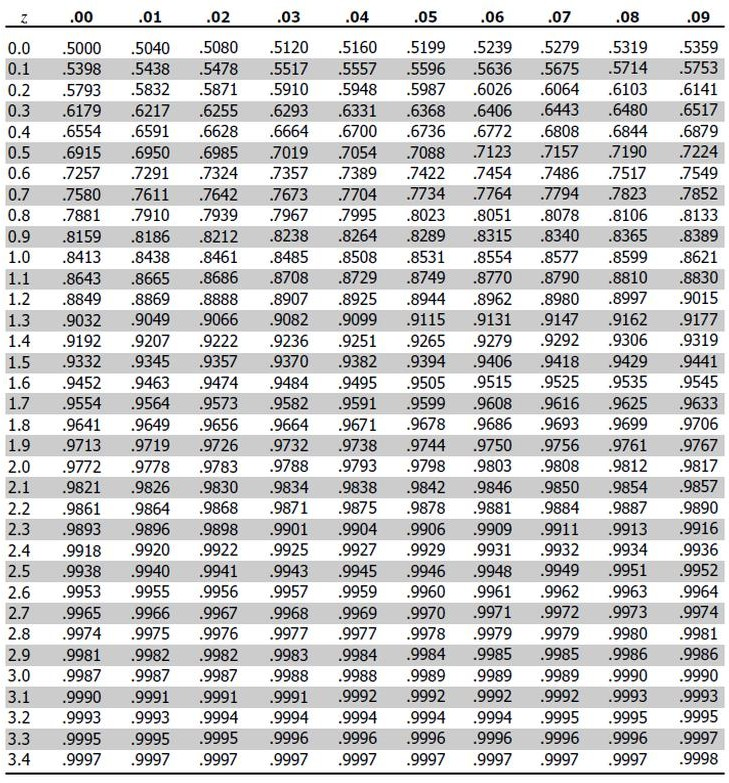 z .00 .01 .02 .03 .04 .05 .06 .07 .08 .09
0.0 .5000 .5040 .5080 .5120 .5160 .5199 .5239 .5279 .5319 .5359
0.1 .5398 .5438 .5478 .5517 .5557 .5596 .5636 .5675 .5714 .5753
0.2 .5793 .5832 .5871 .5910 .5948 .5987 .6026 .6064 .6103 .6141
0.3 .6179 .6217 .6255 .6293 .6331 .6368 .6406 .6443 .6480 .6517
0.4 .6554 .6591 .6628 .6664 .6700 .6736 .6772 .6808 .6844 .6879
0.5 .6915 .6950 .6985 .7019 .7054 .7088 .7123 .7157 .7190 .7224
0.6 .7257 .7291 .7324 .7357 .7389 .7422 .7454 .7486 .7517 .7549
0.7 .7580 .7611 .7642 .7673 .7704 .7734 .7764 .7794 .7823 .7852
0.8 .7881 .7910 .7939 .7967 .7995 .8023 .8051 .8078 .8106 .8133
0.9 .8159 .8186 .8212 .8238 .8264 .8289 .8315 .8340 .8365 .8389
1.0 .8413 .8438 .8461 .8485 .8508 .8531 .8554 .8577 .8599 .8621
1.1 .8643 .8665 .8686 .8708 .8729 .8749 .8770 .8790 .8810 .8830
1.2 .8849 .8869 .8888 .8907 .8925 .8944 .8962 .8980 .8997 .9015
1.3 .9032 .9049 .9066 .9082 .9099 .9115 .9131 .9147 .9162 .9177
1.4 .9192 .9207 .9222 .9236 .9251 .9265 .9279 .9292 .9306 .9319
1.5 .9332 .9345 .9357 .9370 .9382 .9394 .9406 .9418 .9429 .9441
1.6 .9452 .9463 .9474 .9484 .9495 .9505 .9515 .9525 .9535 .9545
1.7 .9554 .9564 .9573 .9582 .9591 .9599 .9608 .9616 .9625 .9633
1.8 .9641 .9649 .9656 .9664 .9671 .9678 .9686 .9693 .9699 .9706
1.9 .9713 .9719 .9726 .9732 .9738 .9744 .9750 .9756 .9761 .9767
2.0 .9772 .9778 .9783 .9788 .9793 .9798 .9803 .9808 .9812 .9817
2.1 .9821 .9826 .9830 .9834 .9838 .9842 .9846 .9850 .9854 .9857
2.2 .9861 .9864 .9868 .9871 .9875 .9878 .9881 .9884 .9887 .9890
2.3 .9893 .9896 .9898 .9901 .9904 .9906 .9909 .9911 .9913 .9916
2.4 .9918 .9920 .9922 .9925 .9927 .9929 .9931 .9932 .9934 .9936
2.5 .9938 .9940 .9941 .9943 .9945 .9946 .9948 .9949 .9951 .9952
2.6 .9953 .9955 .9956 .9957 .9959 .9960 .9961 .9962 .9963 .9964
2.7 .9965 .9966 .9967 .9968 .9969 .9970 .9971 .9972 .9973 .9974
2.8 .9974 .9975 .9976 .9977 .9977 .9978 .9979 .9979 .9980 .9981
2.9 .9981 .9982 .9982 .9983 .9984 .9984 .9985 .9985 .9986 .9986
3.0 .9987 .9987 .9987 .9988 .9988 .9989 .9989 .9989 .9990 .9990
3.1 .9990 .9991 .9991 .9991 .9992 .9992 .9992 .9992 .9993 .9993
3.2 .9993 .9993 .9994 .9994 .9994 .9994 .9994 .9995 .9995 .9995
3.3 .9995 .9995 .9995 .9996 .9996 .9996 .9996 .9996 .9996 .9997
3.4 .9997 .9997 .9997 .9997 .9997 .9997 .9997 .9997 .9997 .9998